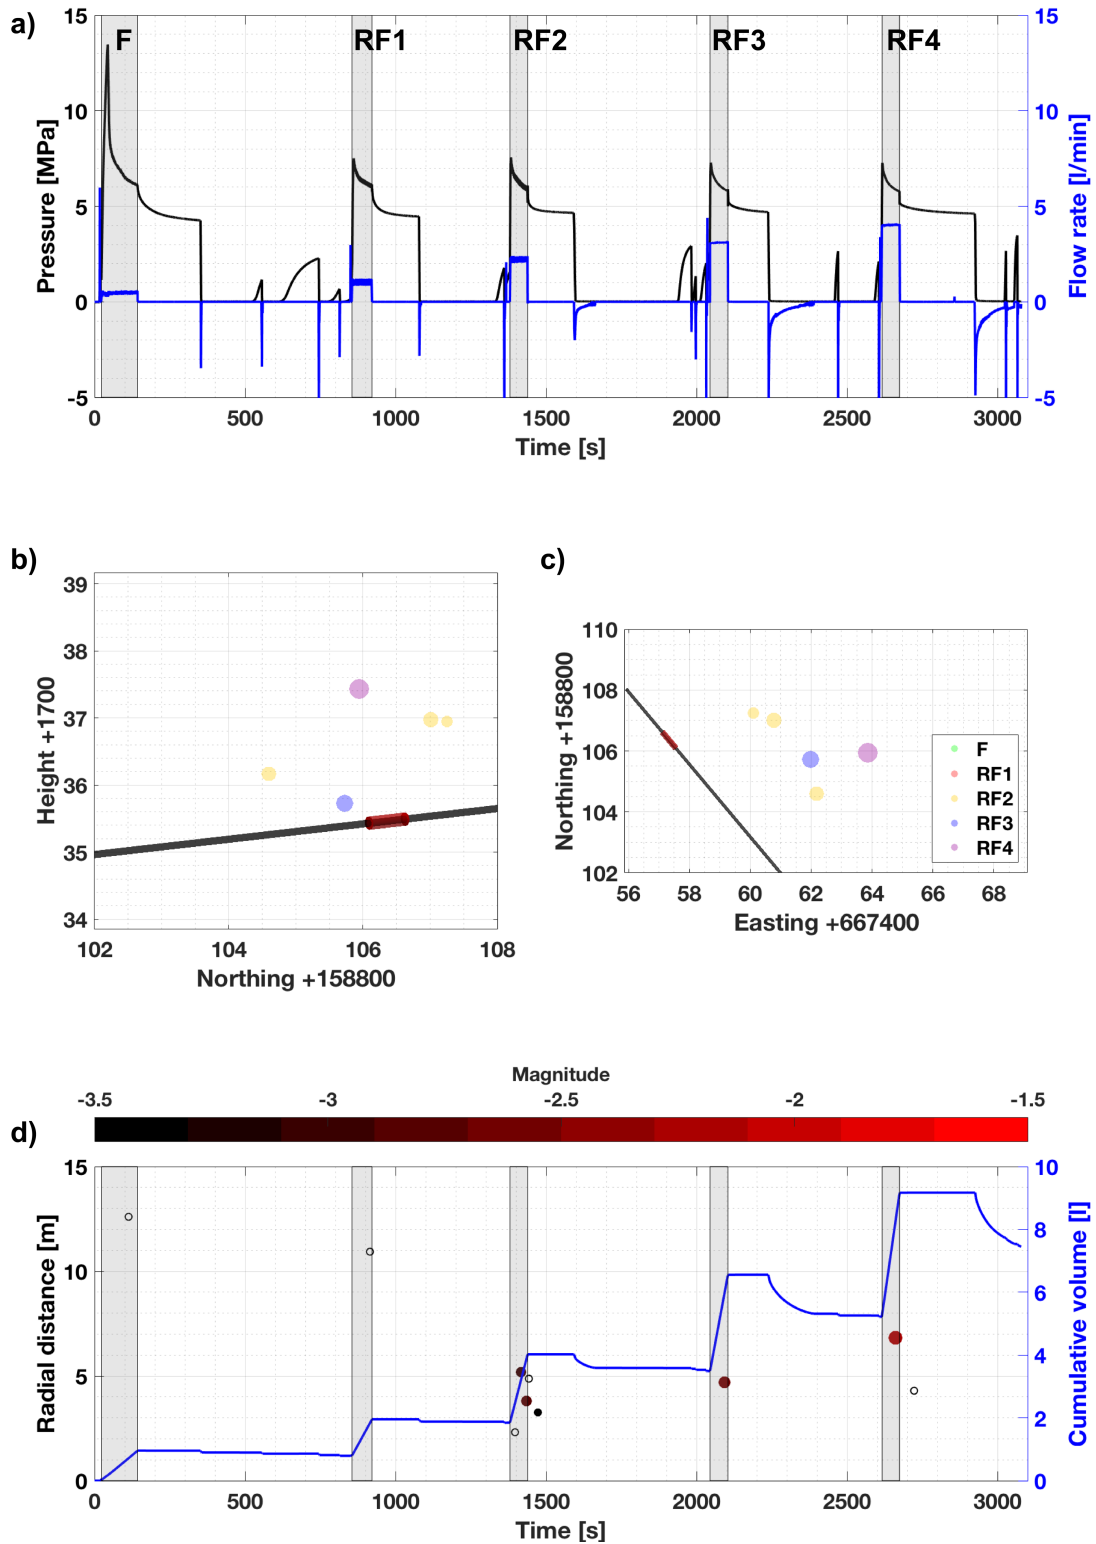 a)
F RF1 RF2 RF3 RF4
15 15
10 10
5 5
0 0
-5 -5
Pressure [MPa]
Flow rate [l/min]
0 500 1000 1500 2000 2500 3000
Time [s]
b)
39
38
37
36
35
34
Height +1700
102 104 106 108
Northing +158800
c)
110
108
106
104
102
Northing +158800
F
RF1
RF2
RF3
RF4
56 58 60 62 64 66 68
Easting +667400
Magnitude
-3.5 -3 -2.5 -2 -1.5
d)
15 10
8
10
6
5 4
2
0 0
Radial distance [m]
Cumulative volume [l]
0 500 1000 1500 2000 2500 3000
Time [s]